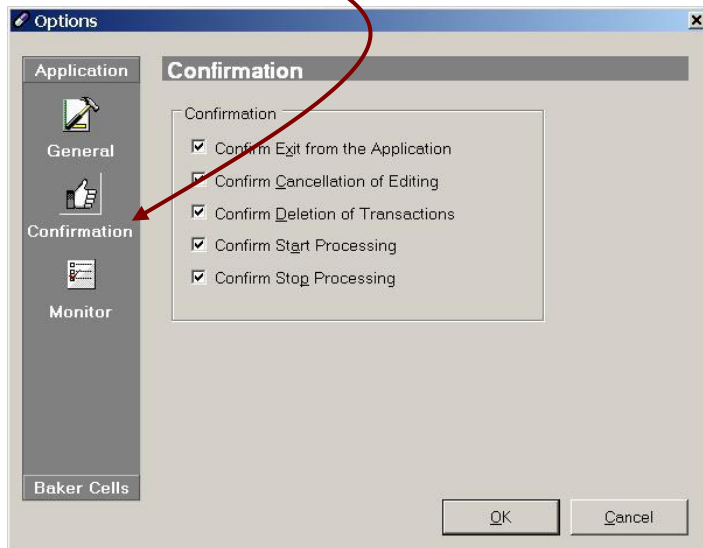 Options
Application
Confirmation
General
Confirmation
Monitor
Baker Cells
Confirmation
Confirm Exit from the Application
Confirm Cancellation of Editing
Confirm Deletion of Transactions
Confirm Start Processing
Confirm Stop Processing
OK
Cancel